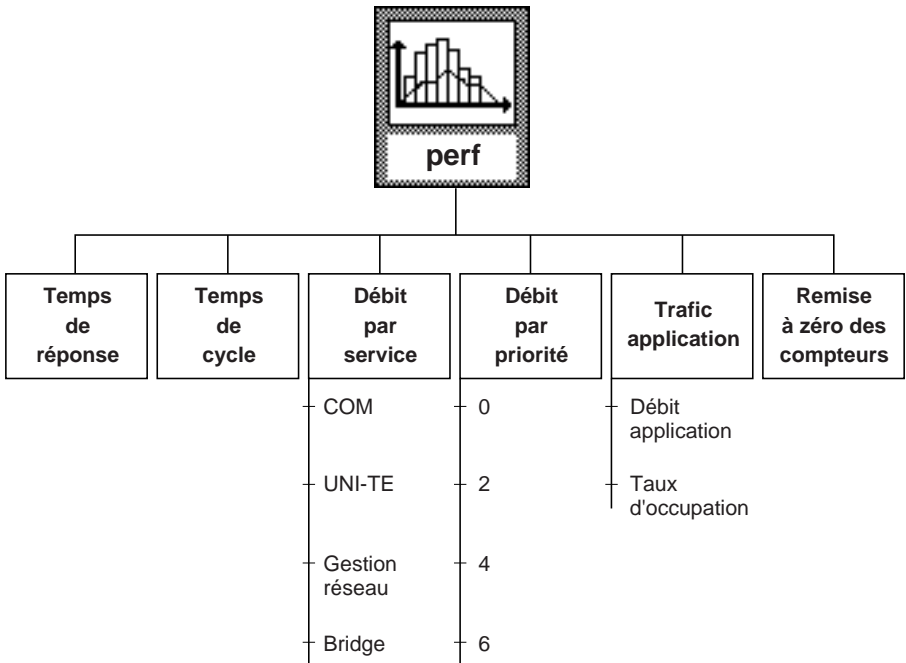 perf
Temps
de
réponse
Temps
de
cycle
Débit
par
service
Débit
par
priorité
Trafic
application
Remise
à zéro des
compteurs
COM
UNI-TE
Gestion
réseau
Bridge
0
2
4
6
Débit
application
Taux
d'occupation